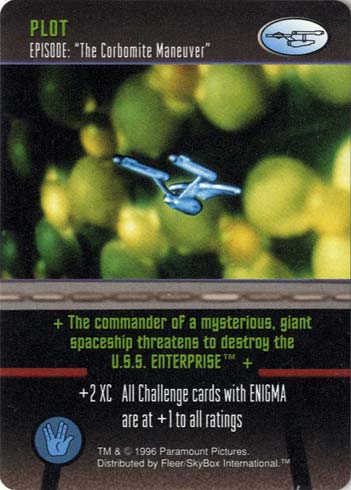 PLOT
EPISODE: "The Corbomite Maneuver"
+ The commander of a mysterious, giant
spaceship threatens to destroy the
U.S.S. ENTERPRISE™ +
+2 XC All Challenge cards with ENIGMA
are at +1 to all ratings
TM & © 1996 Paramount Pictures.
Distributed by Fleer/SkyBox International.™